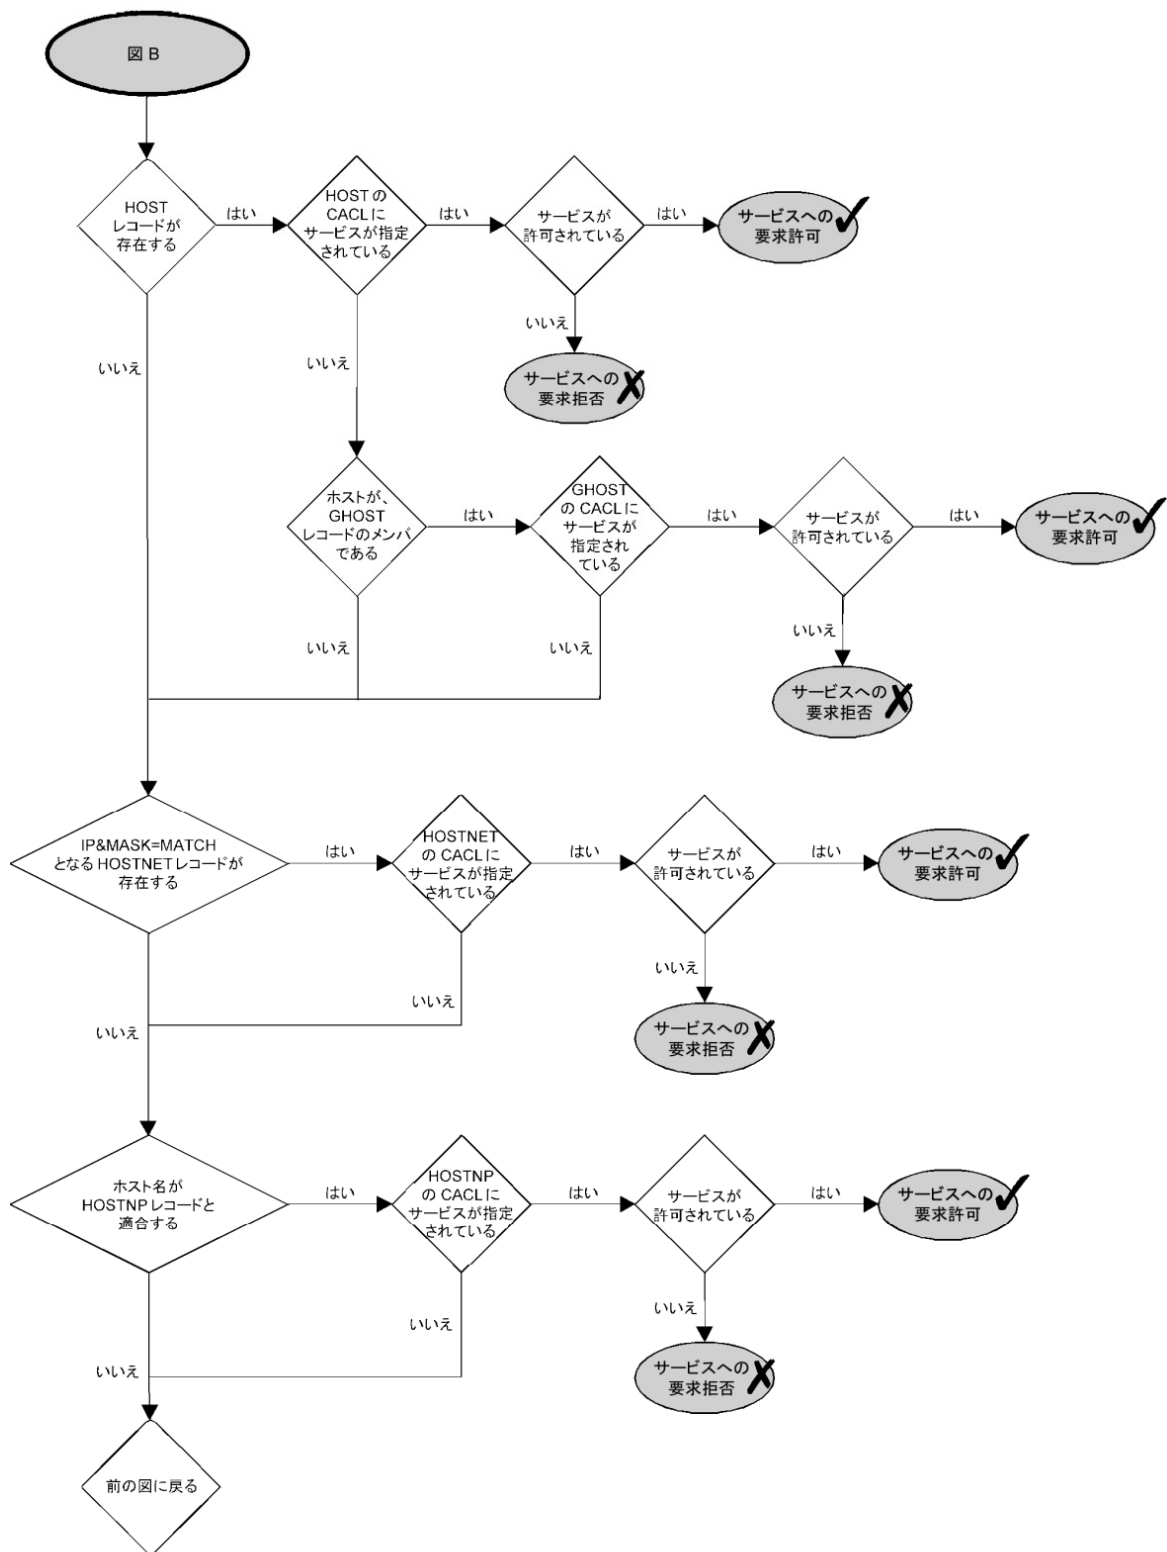 図 B
HOST
レコードが
存在する
はい
HOST の
CACL に
サービスが指定
されている
はい
サービスが
許可されている
はい
サービスへの
要求許可
いいえ
いいえ
いいえ
サービスへの
要求拒否
ホストが、
GHOST
レコードのメンバ
である
はい
GHOST
の CACL に
サービスが
指定され
ている
はい
サービスが
許可されている
はい
サービスへの
要求許可
いいえ
いいえ
いいえ
サービスへの
要求拒否
IP&MASK=MATCH
となる HOSTNET レコードが
存在する
はい
HOSTNET
の CACL に
サービスが指定
されている
はい
サービスが
許可されている
はい
サービスへの
要求許可
いいえ
いいえ
いいえ
サービスへの
要求拒否
ホスト名が
HOSTNP レコードと
適合する
はい
HOSTNP
の CACL に
サービスが指定
されている
はい
サービスが
許可されている
はい
サービスへの
要求許可
いいえ
いいえ
いいえ
サービスへの
要求拒否
前の図に戻る